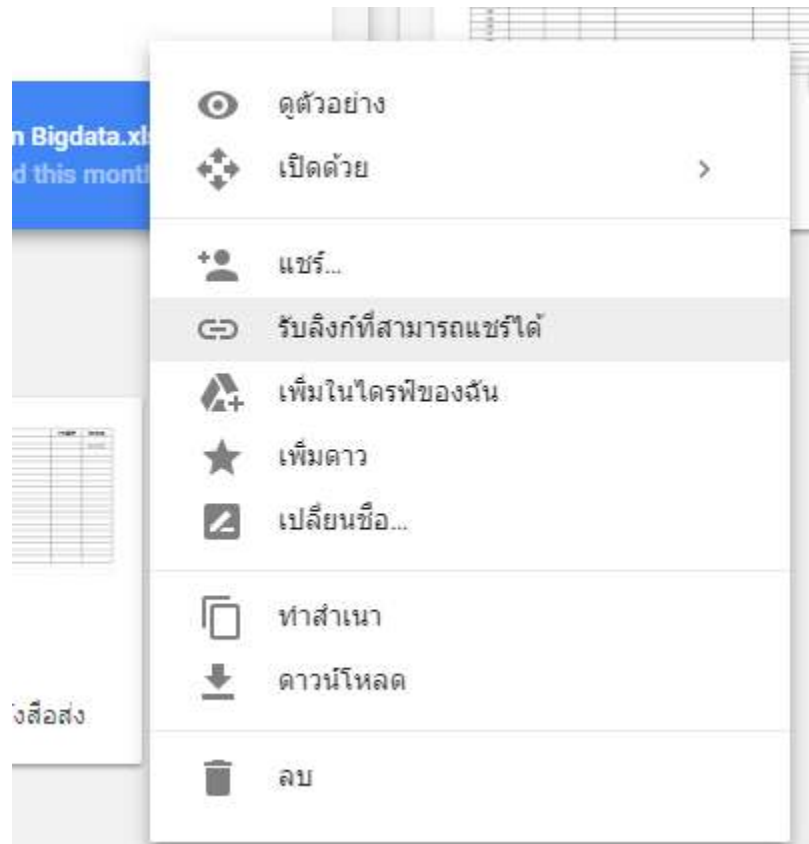 n Bigdata.xl
d this mont
ดูตัวอย่าง
เปิดด้วย
แชร์...
รับลิงก์ที่สามารถแชร์ได้
เพิ่มในไดรฟ์ของฉัน
เพิ่มดาว
เปลี่ยนชื่อ...
ทำสำเนา
ดาวน์โหลด
งสือส่ง
ลบ